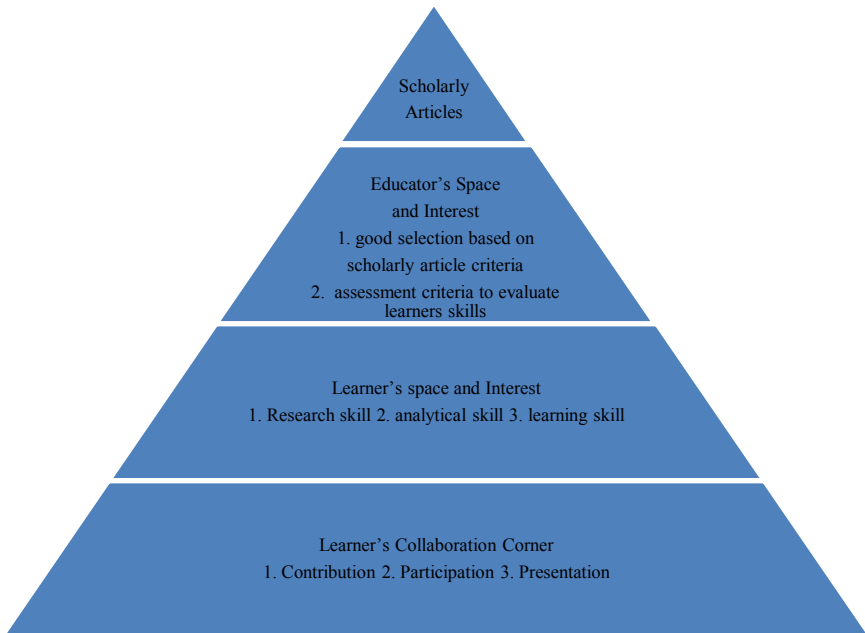 Scholarly
Articles
Educator’s Space
and Interest
1. good selection based on
scholarly article criteria
2. assessment criteria to evaluate
learners skills
Learner’s space and Interest
1. Research skill 2. analytical skill 3. learning skill
Learner’s Collaboration Corner
1. Contribution 2. Participation 3. Presentation